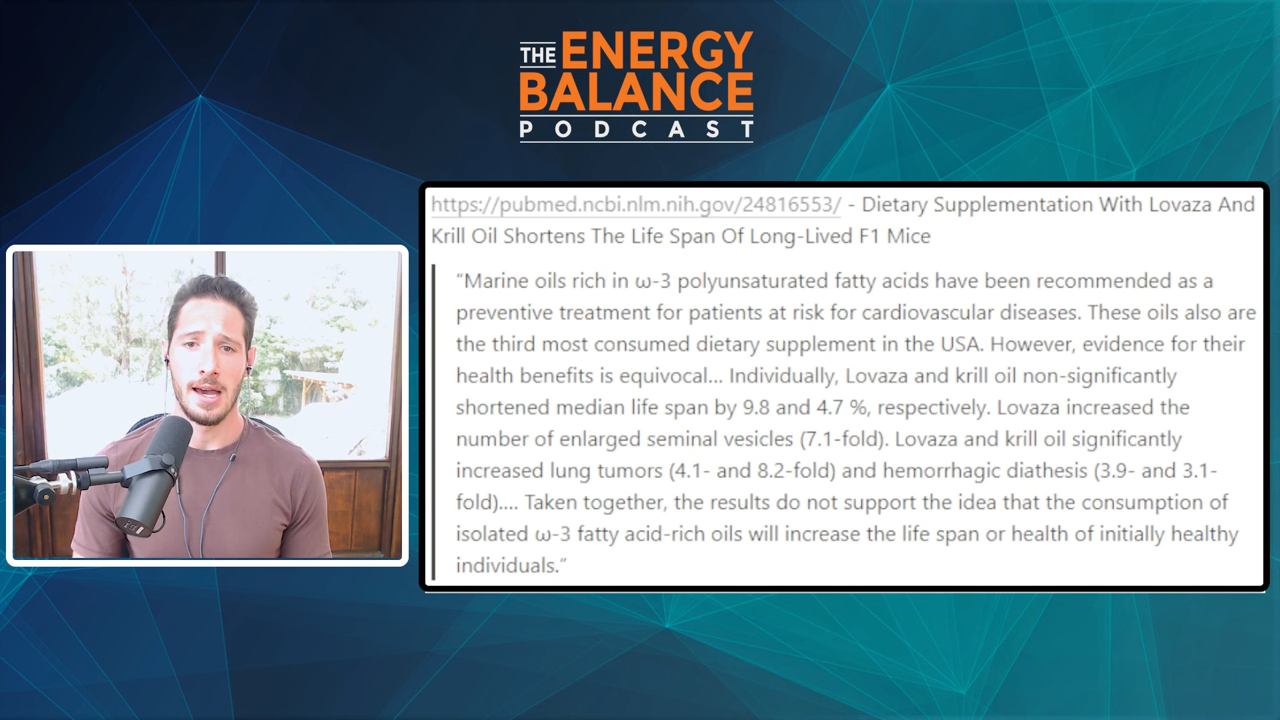 THE ENERGY
BALANCE
PODCAST
https://pubmed.ncbi.nlm.nih.gov/24816553/ - Dietary Supplementation With Lovaza And
Krill Oil Shortens The Life Span Of Long-Lived F1 Mice
“Marine oils rich in ω-3 polyunsaturated fatty acids have been recommended as a
preventive treatment for patients at risk for cardiovascular diseases. These oils also are
the third most consumed dietary supplement in the USA. However, evidence for their
health benefits is equivocal... Individually, Lovaza and krill oil non-significantly
shortened median life span by 9.8 and 4.7 %, respectively. Lovaza increased the
number of enlarged seminal vesicles (7.1-fold). Lovaza and krill oil significantly
increased lung tumors (4.1- and 8.2-fold) and hemorrhagic diathesis (3.9- and 3.1-
fold).... Taken together, the results do not support the idea that the consumption of
isolated ω-3 fatty acid-rich oils will increase the life span or health of initially healthy
individuals.”